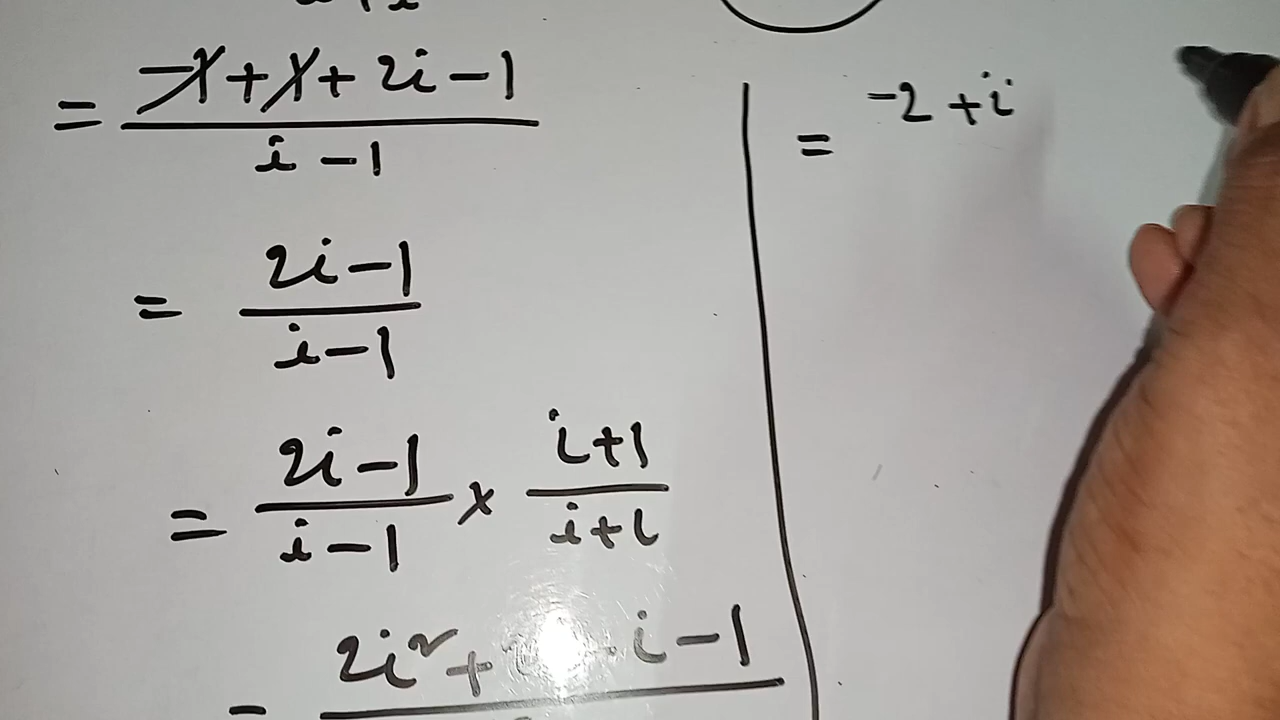 = (-1 + 1 + 2i - 1)/(i - 1)
= (2i - 1)/(i - 1)
= (2i - 1)/(i - 1) × (i + 1)/(i + 1)
2i² + - i - 1
= -2 + i